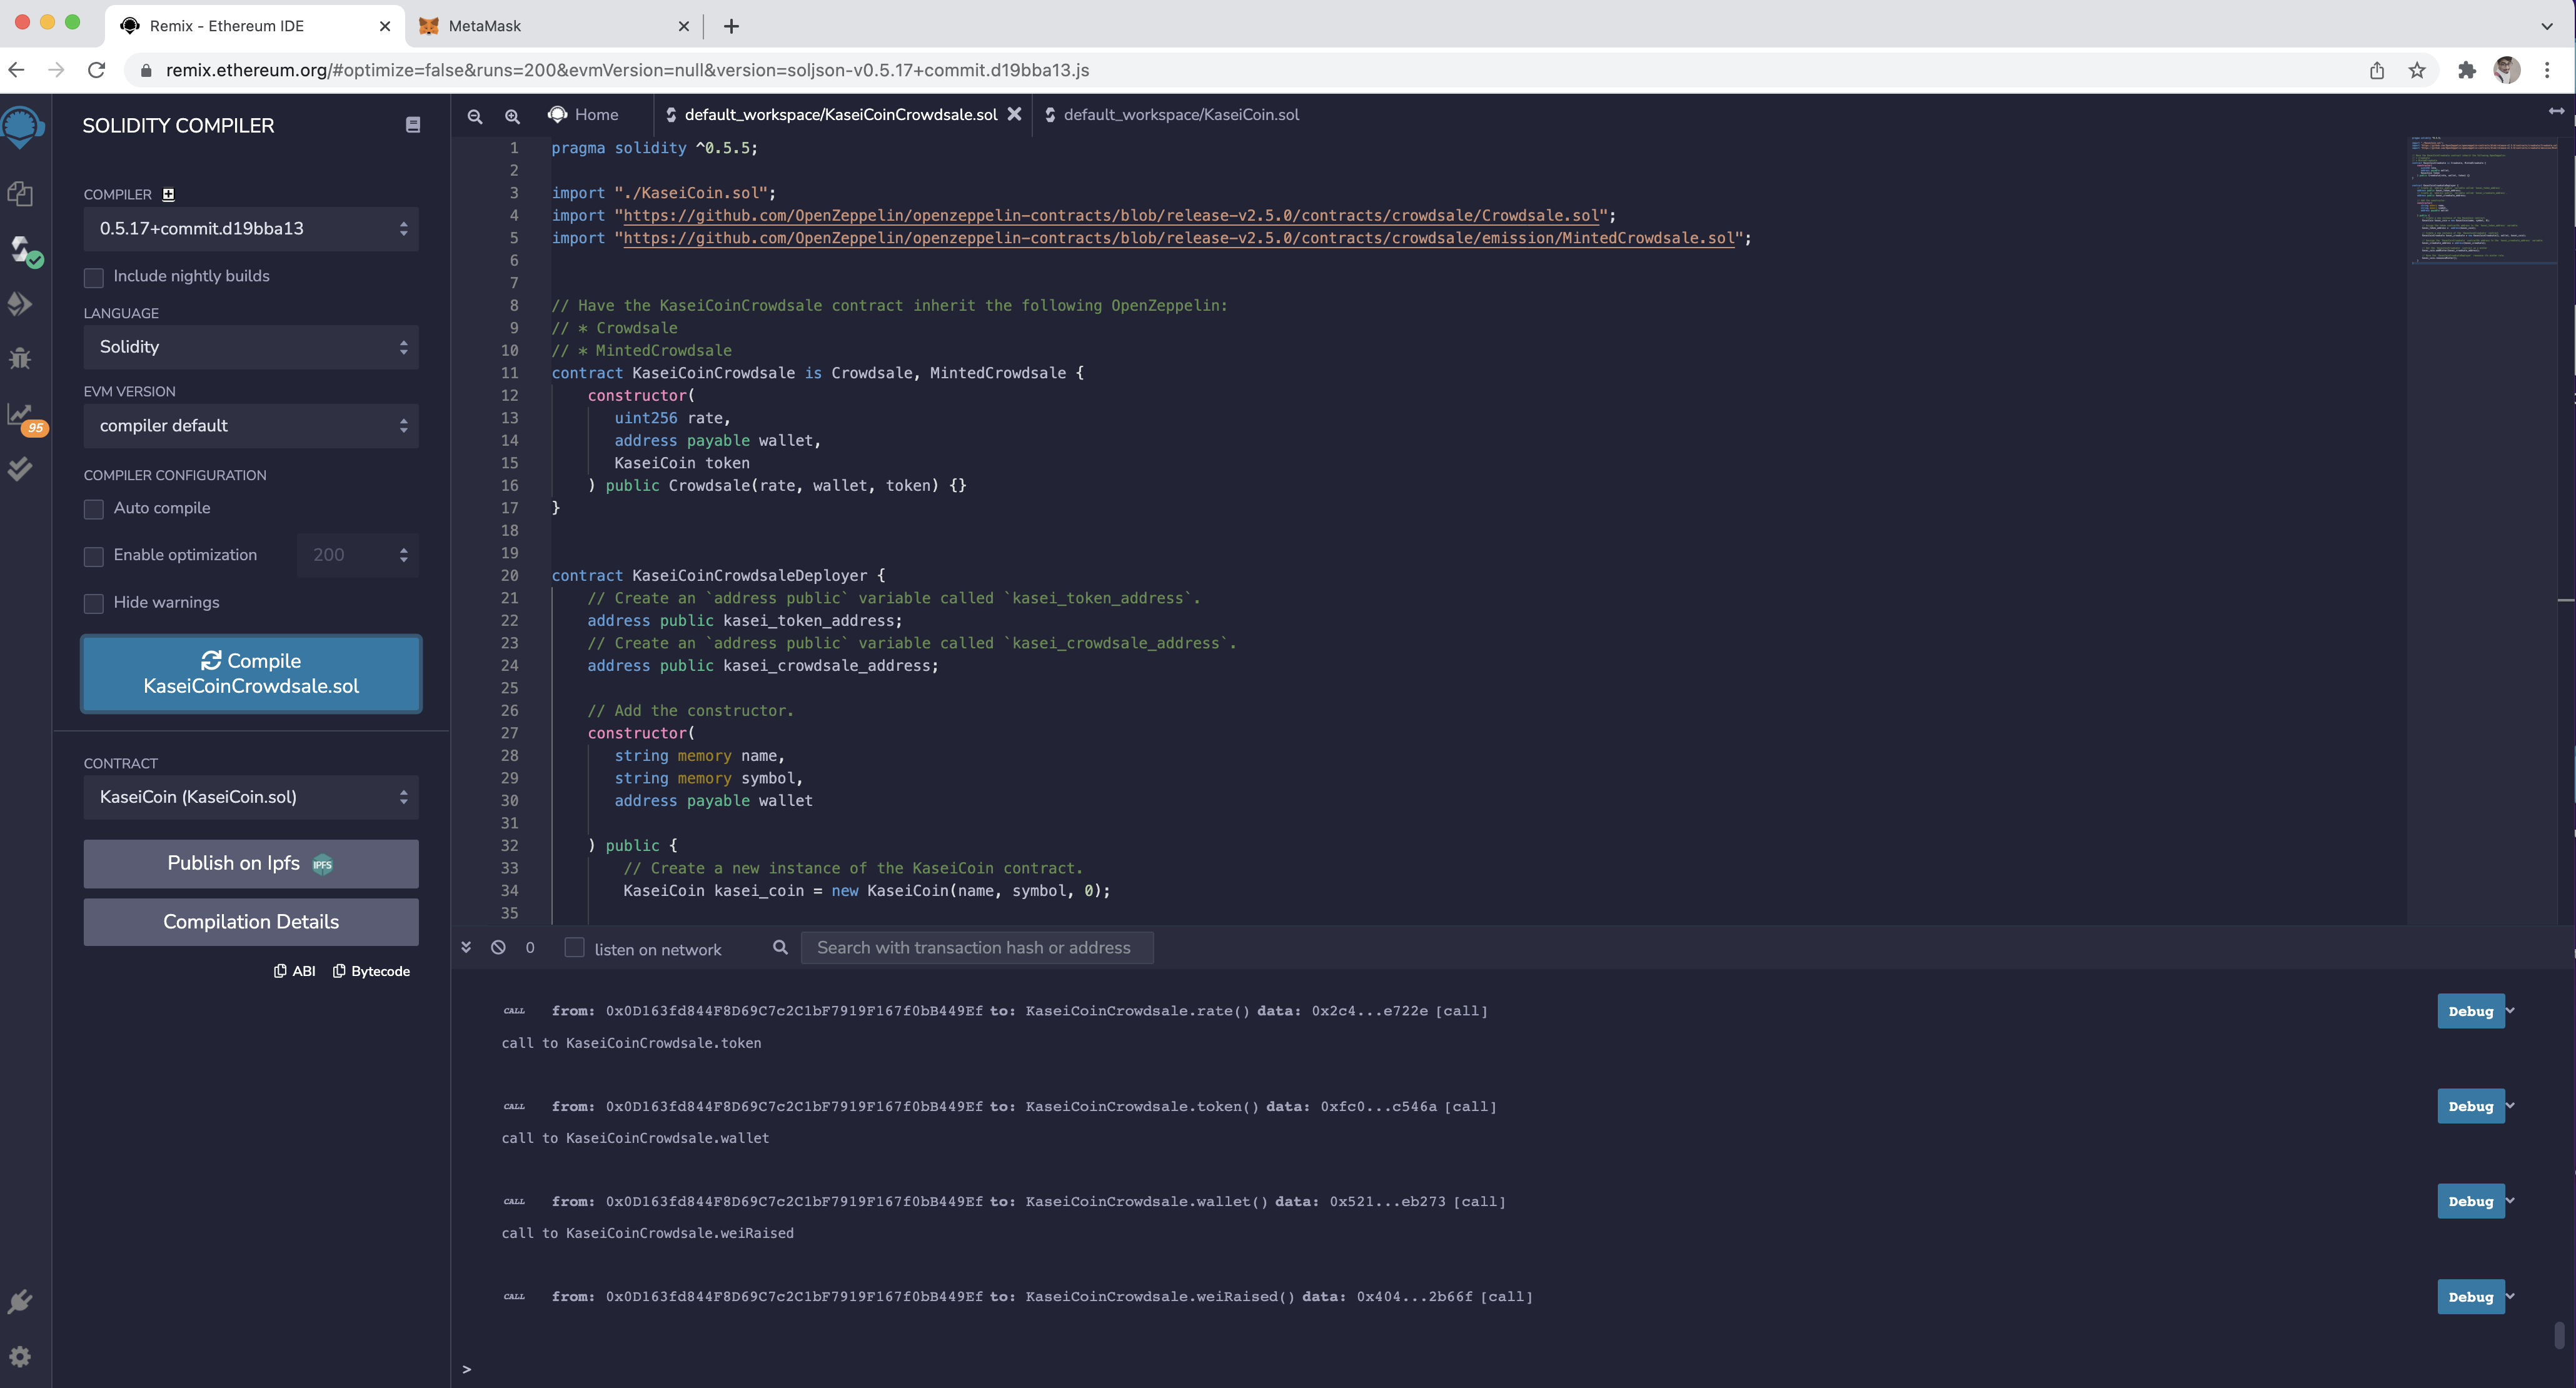 Remix - Ethereum IDE
MetaMask
remix.ethereum.org/#optimize=false&runs=200&evmVersion=null&version=soljson-v0.5.17+commit.d19bba13.js
SOLIDITY COMPILER
COMPILER
0.5.17+commit.d19bba13
Include nightly builds
LANGUAGE
Solidity
EVM VERSION
compiler default
COMPILER CONFIGURATION
Auto compile
Enable optimization
200
Hide warnings
Compile
KaseiCoinCrowdsale.sol
CONTRACT
KaseiCoin (KaseiCoin.sol)
Publish on Ipfs IPFS
Compilation Details
ABI Bytecode
95
Home
default_workspace/KaseiCoinCrowdsale.sol
default_workspace/KaseiCoin.sol
1 pragma solidity ^0.5.5;
2
3 import "./KaseiCoin.sol";
4 import "https://github.com/OpenZeppelin/openzeppelin-contracts/blob/release-v2.5.0/contracts/crowdsale/Crowdsale.sol";
5 import "https://github.com/OpenZeppelin/openzeppelin-contracts/blob/release-v2.5.0/contracts/crowdsale/emission/MintedCrowdsale.sol";
6
7
8 // Have the KaseiCoinCrowdsale contract inherit the following OpenZeppelin:
9 // * Crowdsale
10 // * MintedCrowdsale
11 contract KaseiCoinCrowdsale is Crowdsale, MintedCrowdsale {
12 constructor(
13 uint256 rate,
14 address payable wallet,
15 KaseiCoin token
16 ) public Crowdsale(rate, wallet, token) {}
17 }
18
19
20 contract KaseiCoinCrowdsaleDeployer {
21 // Create an `address public` variable called `kasei_token_address`.
22 address public kasei_token_address;
23 // Create an `address public` variable called `kasei_crowdsale_address`.
24 address public kasei_crowdsale_address;
25
26 // Add the constructor.
27 constructor(
28 string memory name,
29 string memory symbol,
30 address payable wallet
31
32 ) public {
33 // Create a new instance of the KaseiCoin contract.
34 KaseiCoin kasei_coin = new KaseiCoin(name, symbol, 0);
35
0 listen on network Search with transaction hash or address
CALL from: 0x0D163fd844F8D69C7c2C1bF7919F167f0bB449Ef to: KaseiCoinCrowdsale.rate() data: 0x2c4...e722e [call] Debug
call to KaseiCoinCrowdsale.token
CALL from: 0x0D163fd844F8D69C7c2C1bF7919F167f0bB449Ef to: KaseiCoinCrowdsale.token() data: 0xfc0...c546a [call] Debug
call to KaseiCoinCrowdsale.wallet
CALL from: 0x0D163fd844F8D69C7c2C1bF7919F167f0bB449Ef to: KaseiCoinCrowdsale.wallet() data: 0x521...eb273 [call] Debug
call to KaseiCoinCrowdsale.weiRaised
CALL from: 0x0D163fd844F8D69C7c2C1bF7919F167f0bB449Ef to: KaseiCoinCrowdsale.weiRaised() data: 0x404...2b66f [call] Debug
>